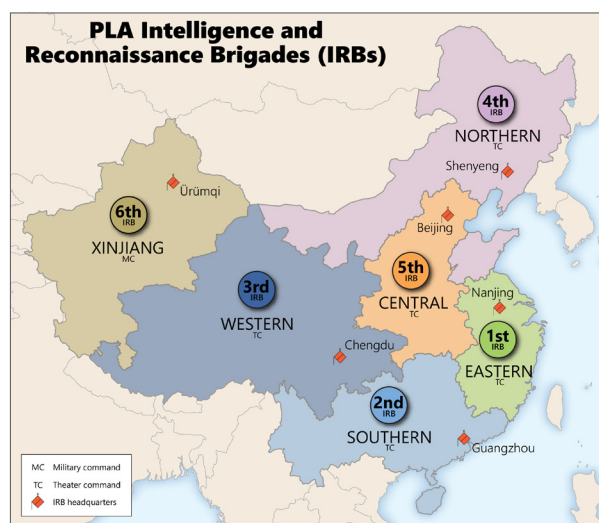 PLA Intelligence and
Reconnaissance Brigades (IRBs)
4th
IRB
NORTHERN
TC
Shenyeng
Ürümqi
6th
IRB
XINJIANG
MC
Beijing
5th
IRB
CENTRAL
TC
3rd
IRB
WESTERN
TC
Nanjing
1st
IRB
EASTERN
TC
Chengdu
2nd
IRB
SOUTHERN
TC
Guangzhou
MC Military command
TC Theater command
IRB headquarters